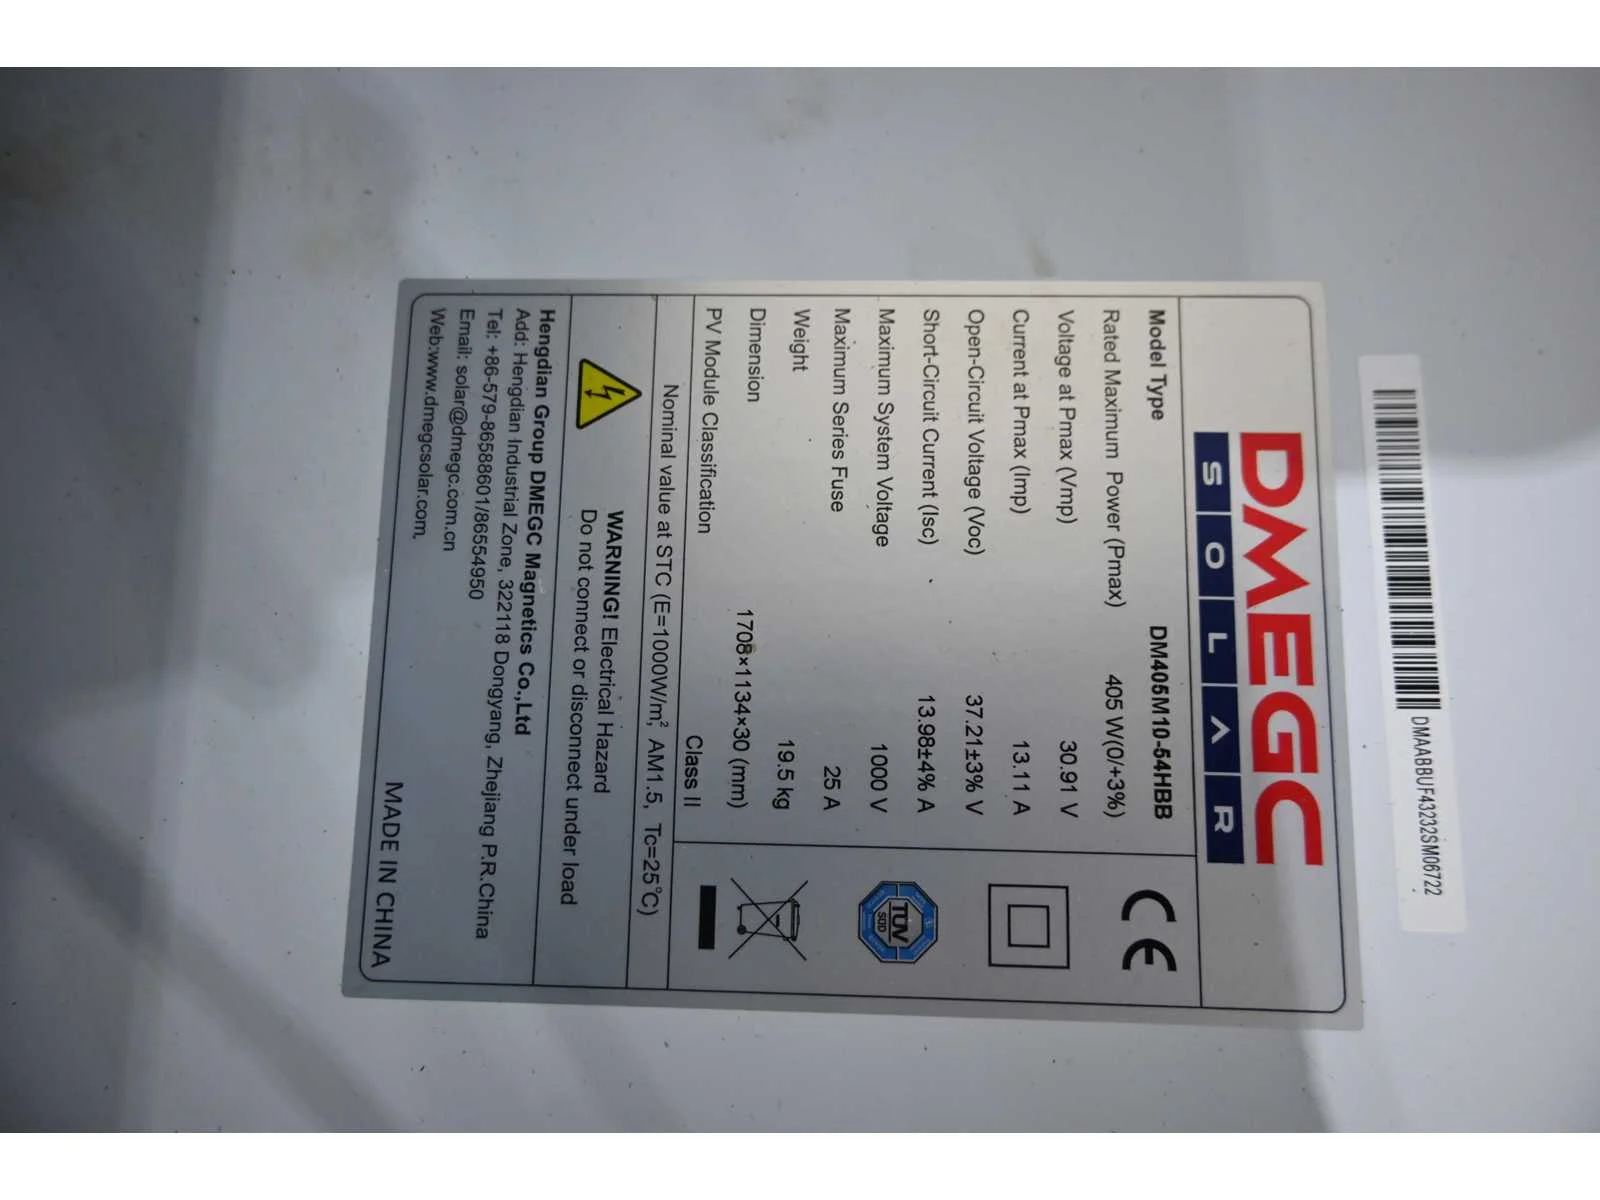 DMAABBUJF43232SM06722
DMEGC
SOLAR
Model Type DM405M10-54HBB
Rated Maximum Power (Pmax) 405 W(0/+3%)
Voltage at Pmax (Vmp) 30.91 V
Current at Pmax (Imp) 13.11 A
Open-Circuit Voltage (Voc) 37.21±3% V
Short-Circuit Current (Isc) 13.98±4% A
Maximum System Voltage 1000 V
Maximum Series Fuse 25 A
Weight 19.5 kg
Dimension 1708×1134×30 (mm)
PV Module Classification Class II
CE
TÜV
SÜD
Nominal value at STC (E=1000W/m², AM1.5, Tc=25°C)
WARNING! Electrical Hazard
Do not connect or disconnect under load
Hengdian Group DMEGC Magnetics Co.,Ltd
Add: Hengdian Industrial Zone, 322118 Dongyang, Zhejiang P.R.China
Tel: +86-579-86588601/86554950
Email: solar@dmegc.com.cn
Web:www.dmegcsolar.com.
MADE IN CHINA